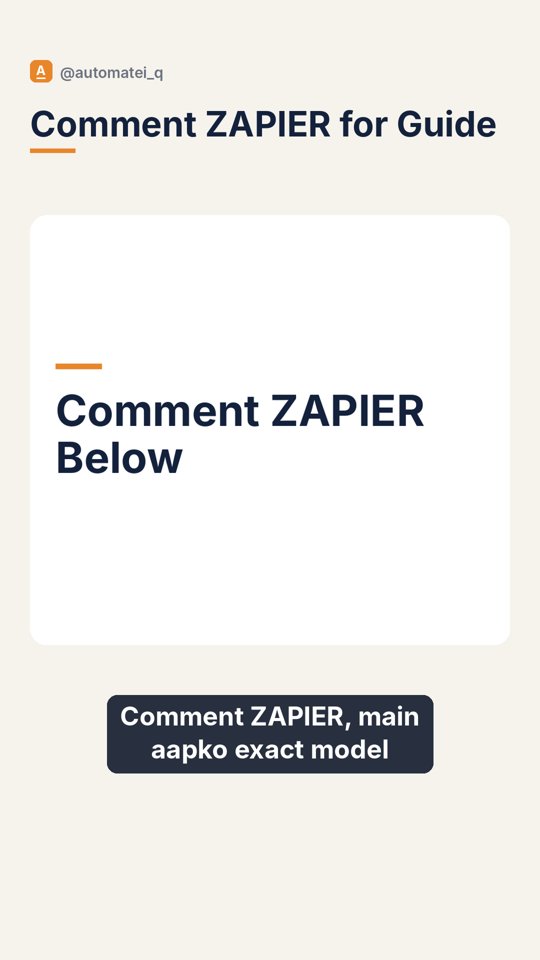 A
@automatei_q
Comment ZAPIER for Guide
Comment ZAPIER
Below
Comment ZAPIER, main
aapko exact model